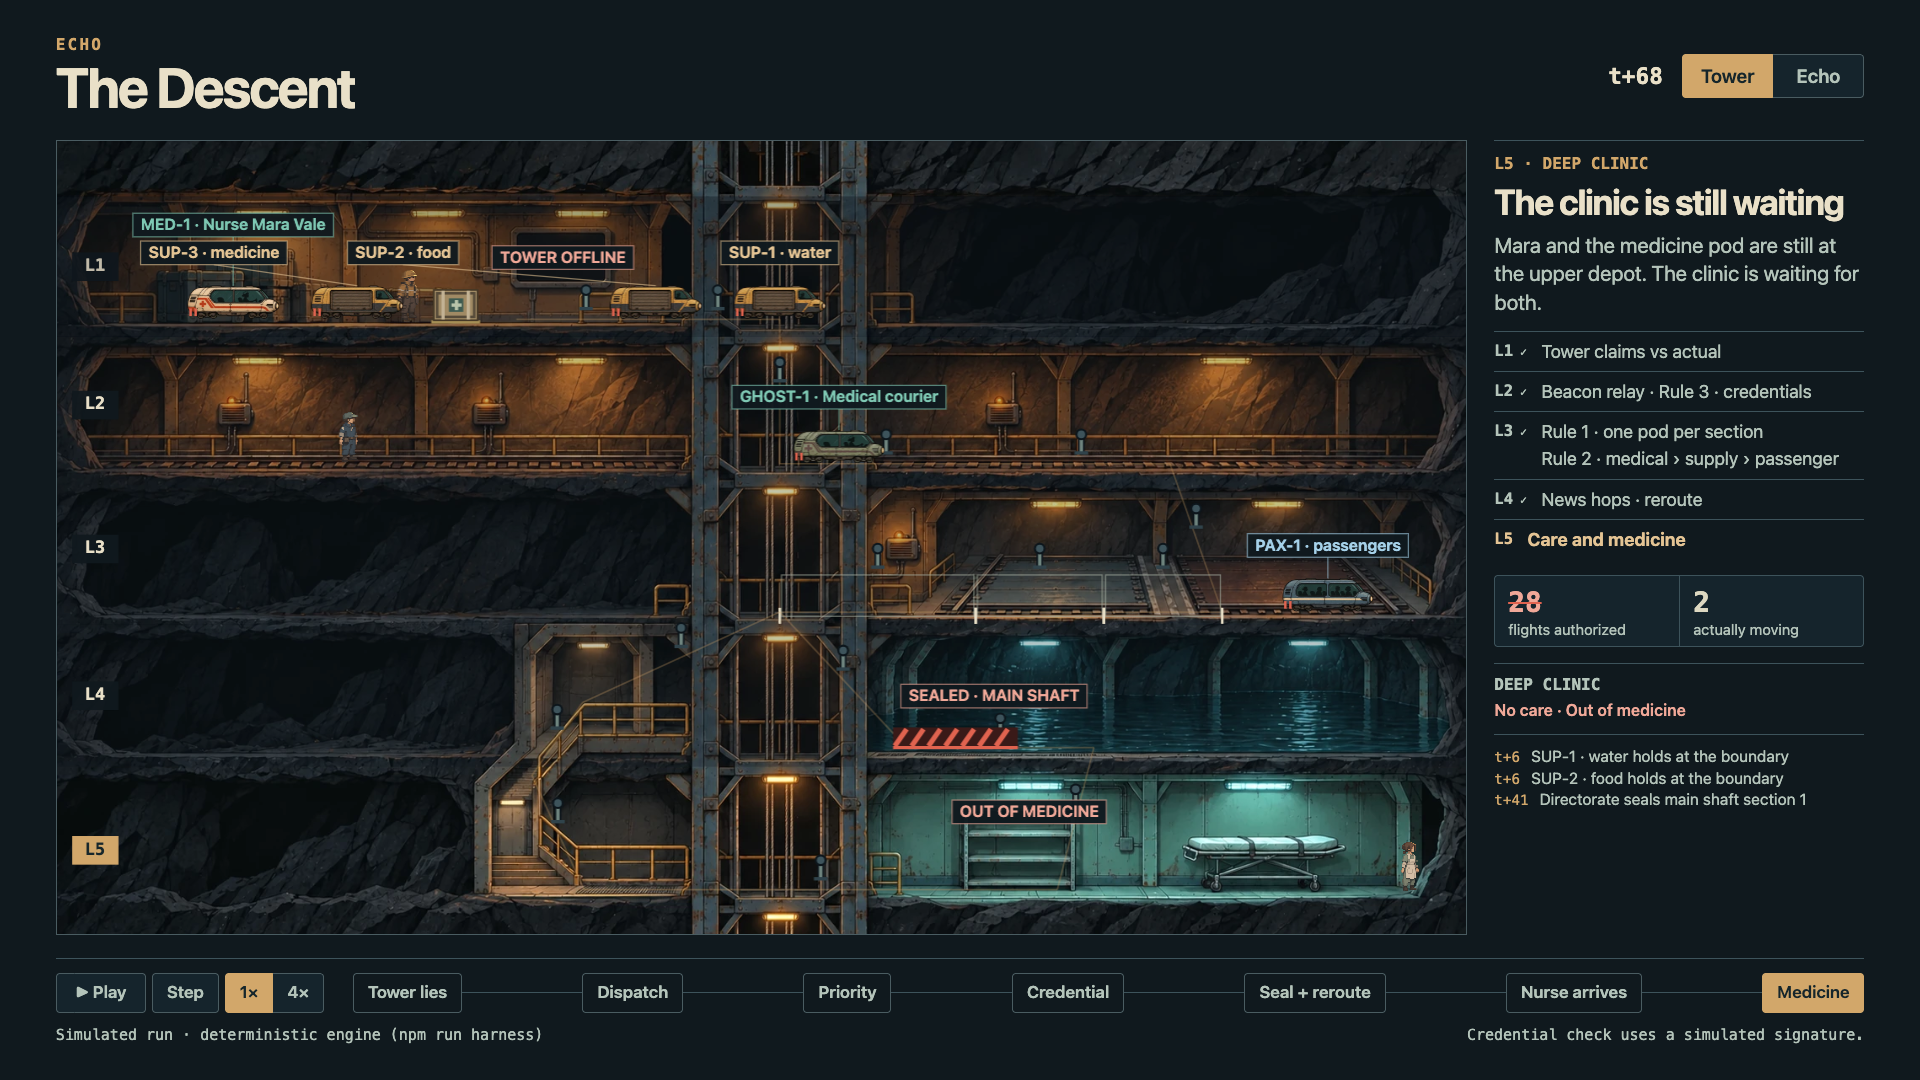 ECHO
The Descent
t+68
Tower
Echo
MED-1 · Nurse Mara Vale
SUP-3 · medicine
SUP-2 · food
TOWER OFFLINE
SUP-1 · water
L1
L2
GHOST-1 · Medical courier
L3
PAX-1 · passengers
L4
SEALED · MAIN SHAFT
L5
OUT OF MEDICINE
L5 · DEEP CLINIC
The clinic is still waiting
Mara and the medicine pod are still at
the upper depot. The clinic is waiting for
both.
L1 ✓ Tower claims vs actual
L2 ✓ Beacon relay · Rule 3 · credentials
L3 ✓ Rule 1 · one pod per section
Rule 2 · medical › supply › passenger
L4 ✓ News hops · reroute
L5 Care and medicine
28
flights authorized
2
actually moving
DEEP CLINIC
No care · Out of medicine
t+6 SUP-1 · water holds at the boundary
t+6 SUP-2 · food holds at the boundary
t+41 Directorate seals main shaft section 1
▶ Play
Step
1×
4×
Tower lies
Dispatch
Priority
Credential
Seal + reroute
Nurse arrives
Medicine
Simulated run · deterministic engine (npm run harness)
Credential check uses a simulated signature.